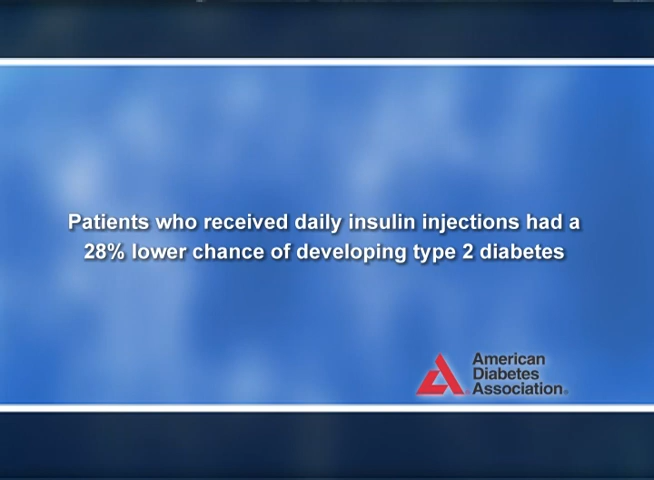 Patients who received daily insulin injections had a
28% lower chance of developing type 2 diabetes
American
Diabetes
Association®